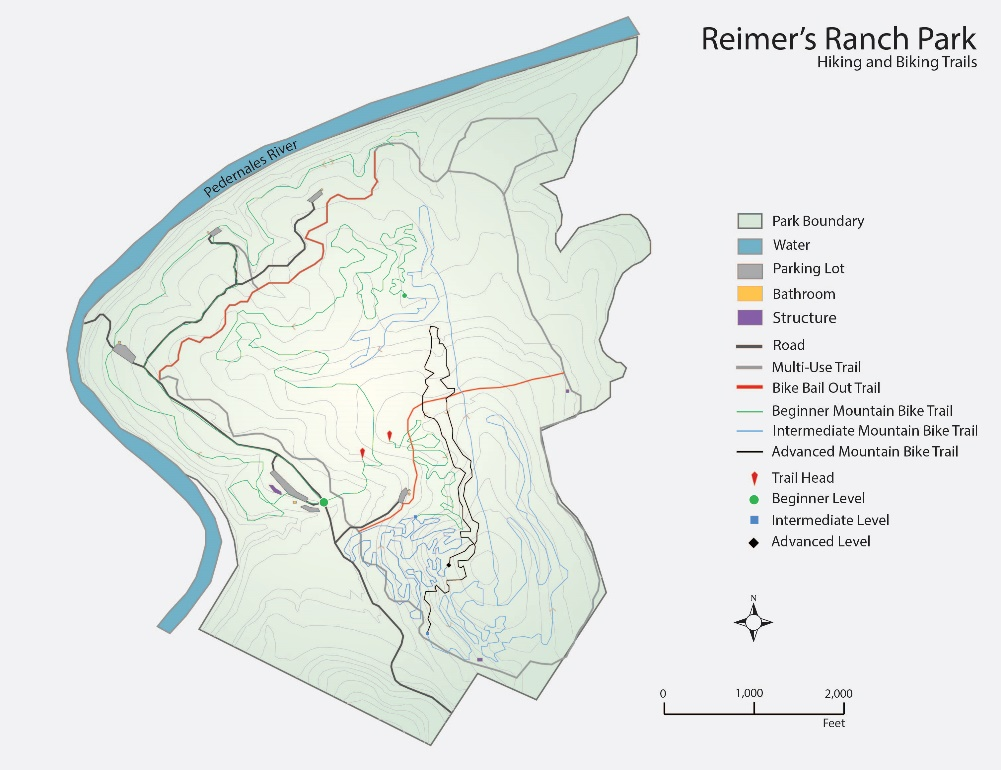 Reimer's Ranch Park
Hiking and Biking Trails
Pedernales River
Park Boundary
Water
Parking Lot
Bathroom
Structure
Road
Multi-Use Trail
Bike Bail Out Trail
Beginner Mountain Bike Trail
Intermediate Mountain Bike Trail
Advanced Mountain Bike Trail
Trail Head
Beginner Level
Intermediate Level
Advanced Level
N
0 1,000 2,000
Feet